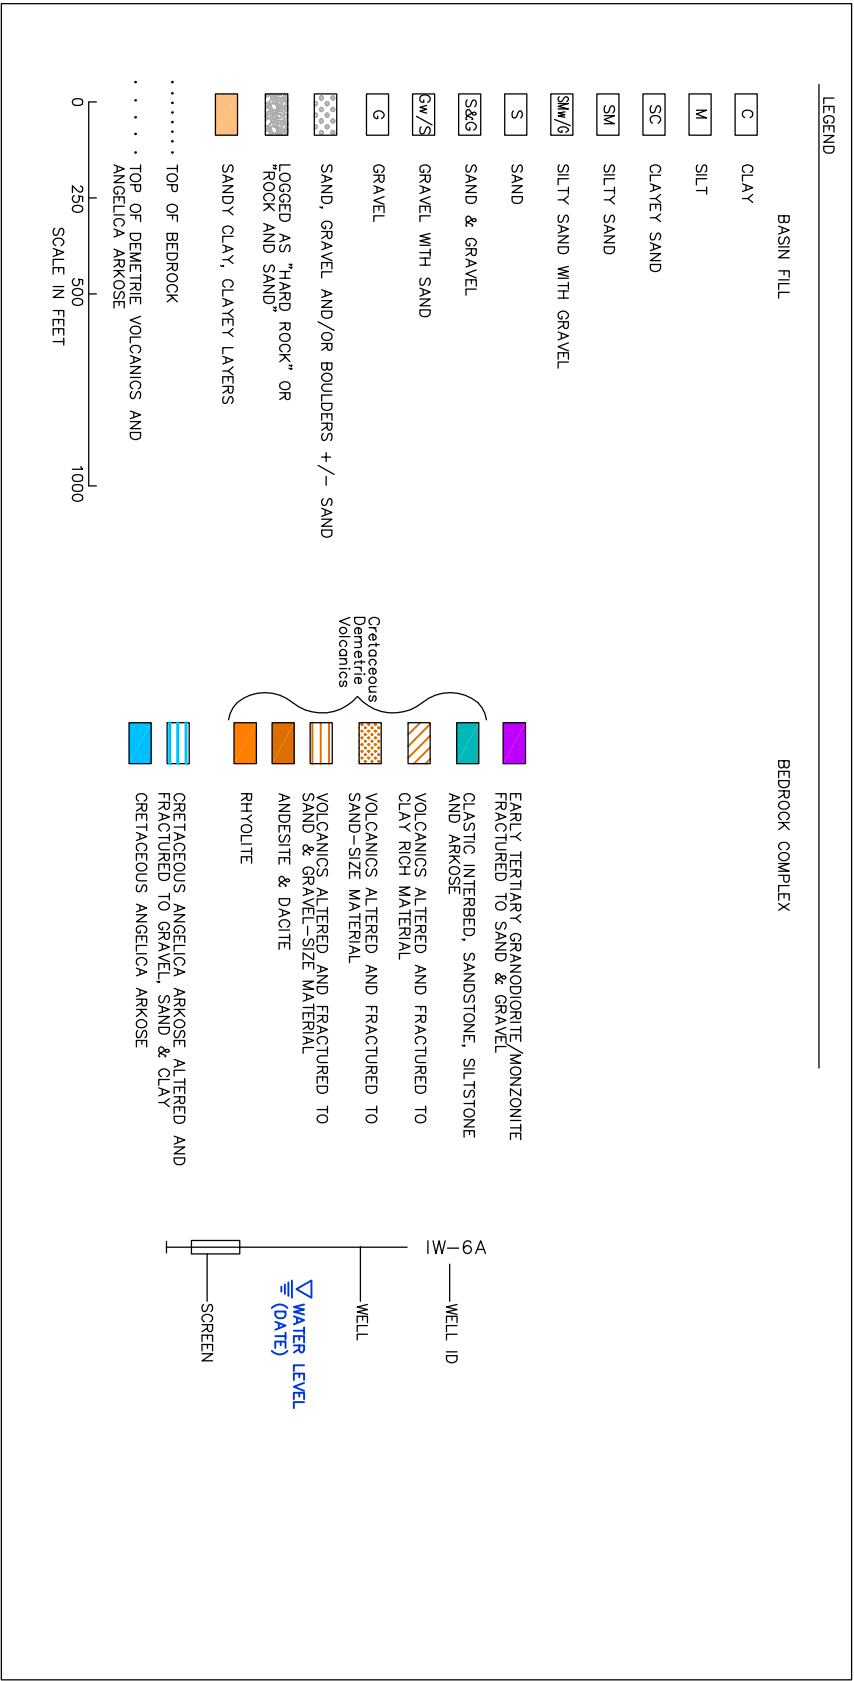 LEGEND
BASIN FILL
C CLAY
M SILT
SC CLAYEY SAND
SM SILTY SAND
SMw/G SILTY SAND WITH GRAVEL
S SAND
S&G SAND & GRAVEL
Gw/S GRAVEL WITH SAND
G GRAVEL
SAND, GRAVEL AND/OR BOULDERS +/- SAND
LOGGED AS "HARD ROCK" OR
"ROCK AND SAND"
SANDY CLAY, CLAYEY LAYERS
TOP OF BEDROCK
TOP OF DEMETRIE VOLCANICS AND
ANGELICA ARKOSE
0 250 500 1000
SCALE IN FEET
BEDROCK COMPLEX
EARLY TERTIARY GRANODIORITE/MONZONITE
FRACTURED TO SAND & GRAVEL
CLASTIC INTERBED, SANDSTONE, SILTSTONE
AND ARKOSE
VOLCANICS ALTERED AND FRACTURED TO
CLAY RICH MATERIAL
VOLCANICS ALTERED AND FRACTURED TO
SAND-SIZE MATERIAL
VOLCANICS ALTERED AND FRACTURED TO
SAND & GRAVEL-SIZE MATERIAL
ANDESITE & DACITE
RHYOLITE
Cretaceous
Demetrie
Volcanics
CRETACEOUS ANGELICA ARKOSE ALTERED AND
FRACTURED TO GRAVEL, SAND & CLAY
CRETACEOUS ANGELICA ARKOSE
IW-6A
WELL ID
WELL
WATER LEVEL
(DATE)
SCREEN